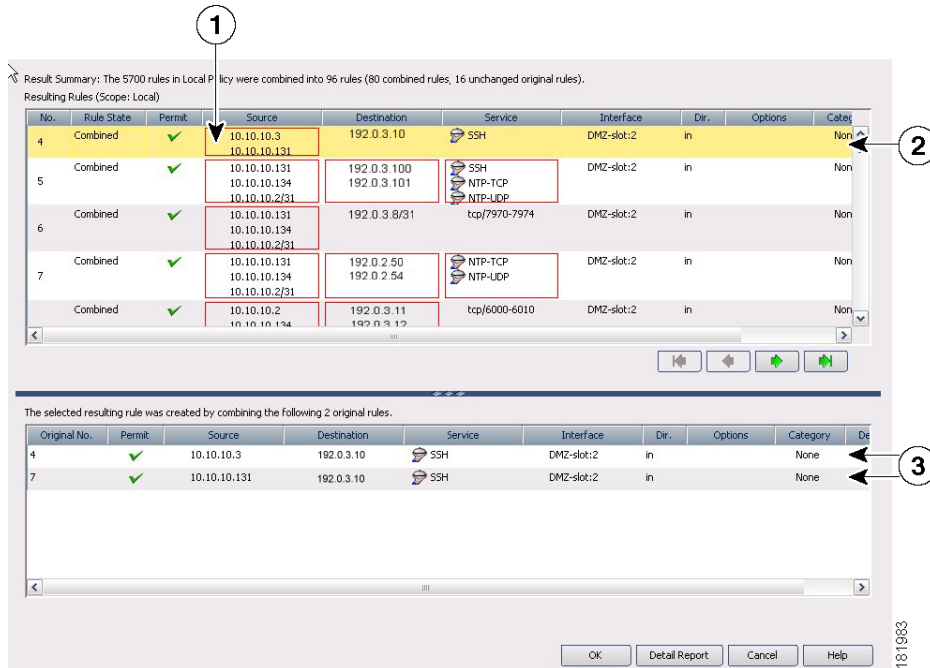 1
Result Summary: The 5700 rules in Local P licy were combined into 96 rules (80 combined rules, 16 unchanged original rules).
Resulting Rules (Scope: Local)
No. Rule State Permit Source Destination Service Interface Dir. Options Categ
4 Combined 10.10.10.3 192.0.3.10 SSH DMZ-slot:2 in Non
10.10.10.131
2
Combined 10.10.10.131 192.0.3.100 SSH DMZ-slot:2 in Non
5 10.10.10.134 192.0.3.101 NTP-TCP
10.10.10.2/31 NTP-UDP
Combined 10.10.10.131 192.0.3.8/31 tcp/7970-7974 DMZ-slot:2 in Non
6 10.10.10.134
10.10.10.2/31
Combined 10.10.10.131 192.0.2.50 NTP-TCP DMZ-slot:2 in Non
7 10.10.10.134 192.0.2.54 NTP-UDP
10.10.10.2/31
Combined 10.10.10.2 192.0.3.11 tcp/6000-6010 DMZ-slot:2 in Non
10.10.10.134 192.0.3.12
The selected resulting rule was created by combining the following 2 original rules.
Original No. Permit Source Destination Service Interface Dir. Options Category De
4 10.10.10.3 192.0.3.10 SSH DMZ-slot:2 in None
3
7 10.10.10.131 192.0.3.10 SSH DMZ-slot:2 in None
OK Detail Report Cancel Help
181983